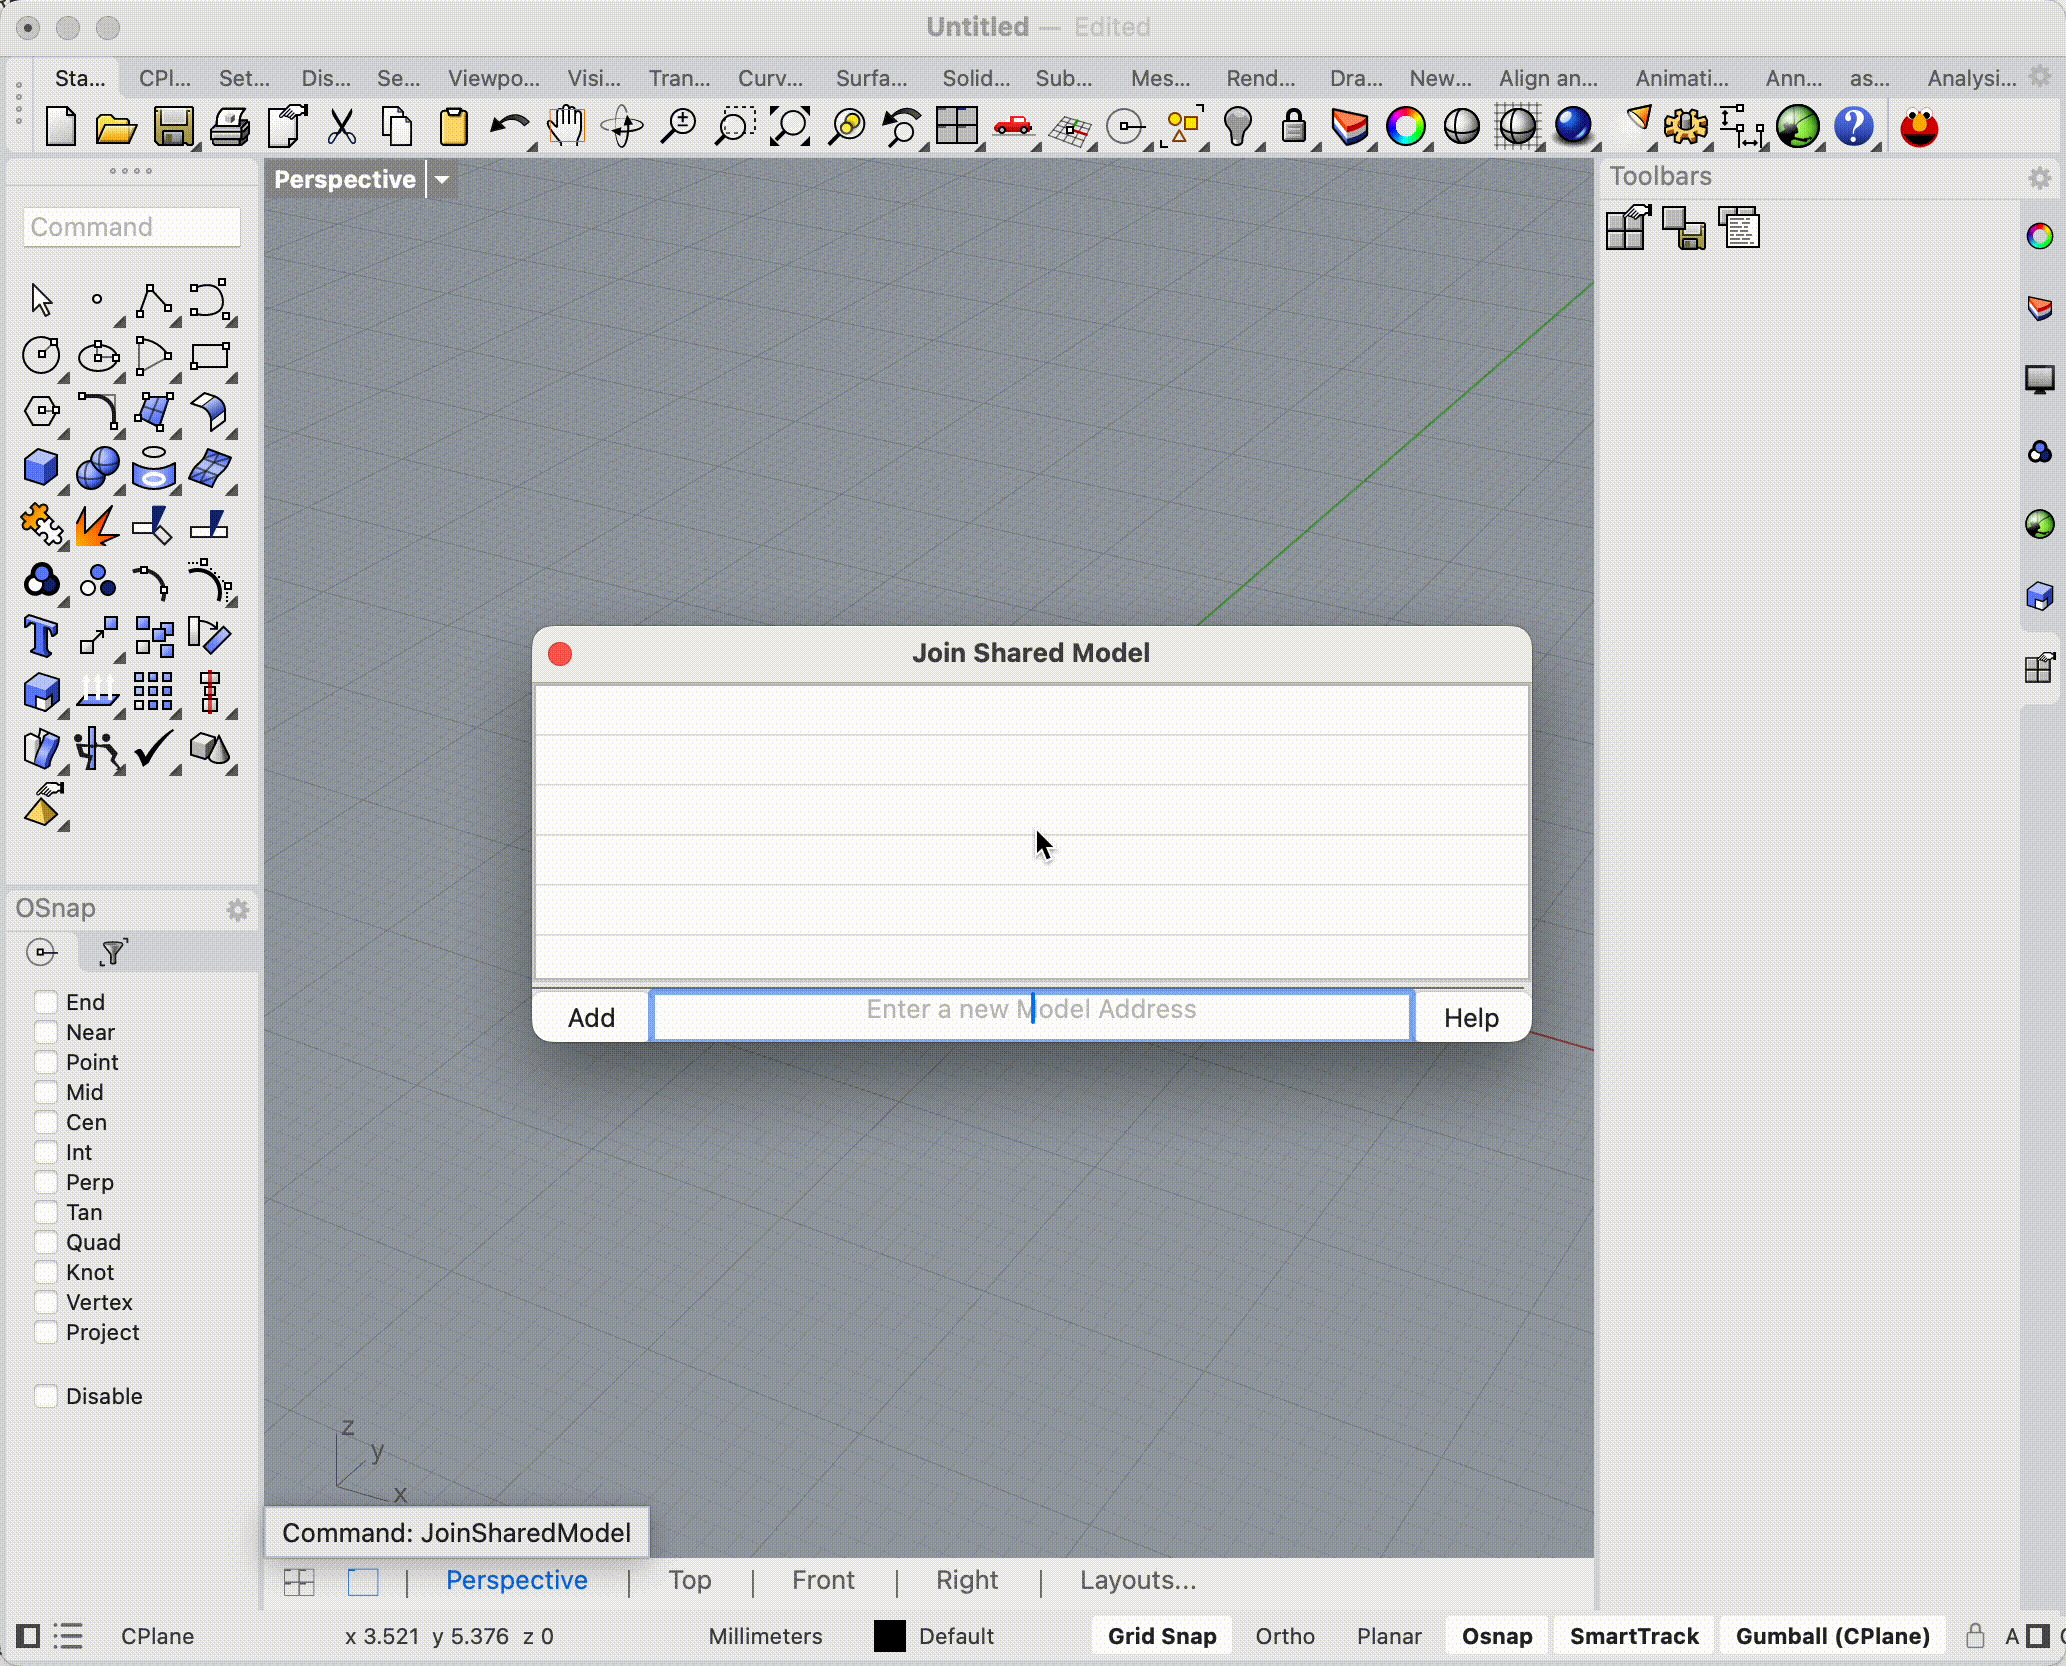 Untitled — Edited
Sta... CPl... Set... Dis... Se... Viewpo... Visi... Tran... Curv... Surfa... Solid... Sub... Mes... Rend... Dra... New... Align an... Animati... Ann... as... Analysi...
Perspective
Toolbars
Command
Join Shared Model
Add
Enter a new Model Address
Help
OSnap
End
Near
Point
Mid
Cen
Int
Perp
Tan
Quad
Knot
Vertex
Project
Disable
z
y
x
Command: JoinSharedModel
Perspective | Top | Front | Right | Layouts...
CPlane x 3.521 y 5.376 z 0 Millimeters Default Grid Snap Ortho Planar Osnap SmartTrack Gumball (CPlane) A